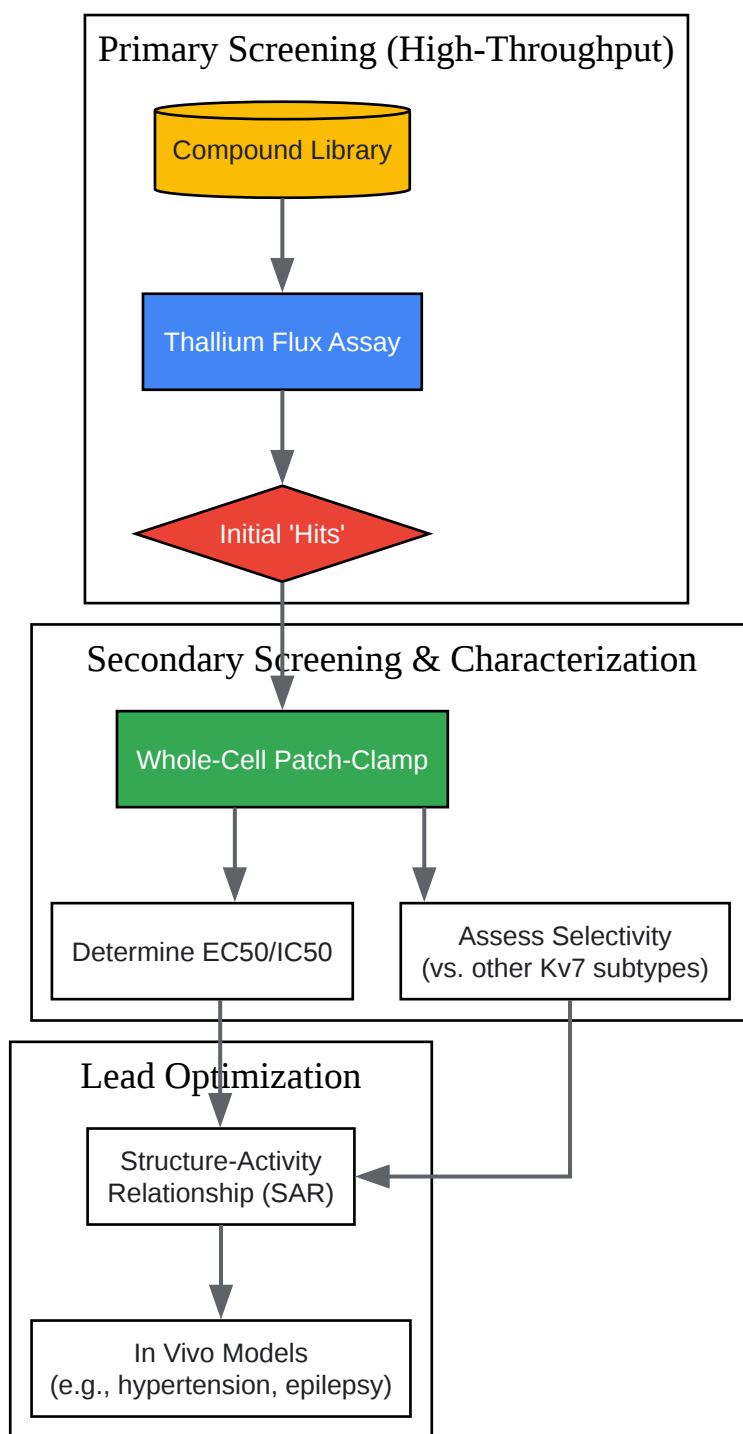 Primary Screening (High-Throughput)
Compound Library
Thallium Flux Assay
Initial 'Hits'
Secondary Screening & Characterization
Whole-Cell Patch-Clamp
Determine EC50/IC50
Assess Selectivity
(vs. other Kv7 subtypes)
Lead Optimization
Structure-Activity
Relationship (SAR)
In Vivo Models
(e.g., hypertension, epilepsy)